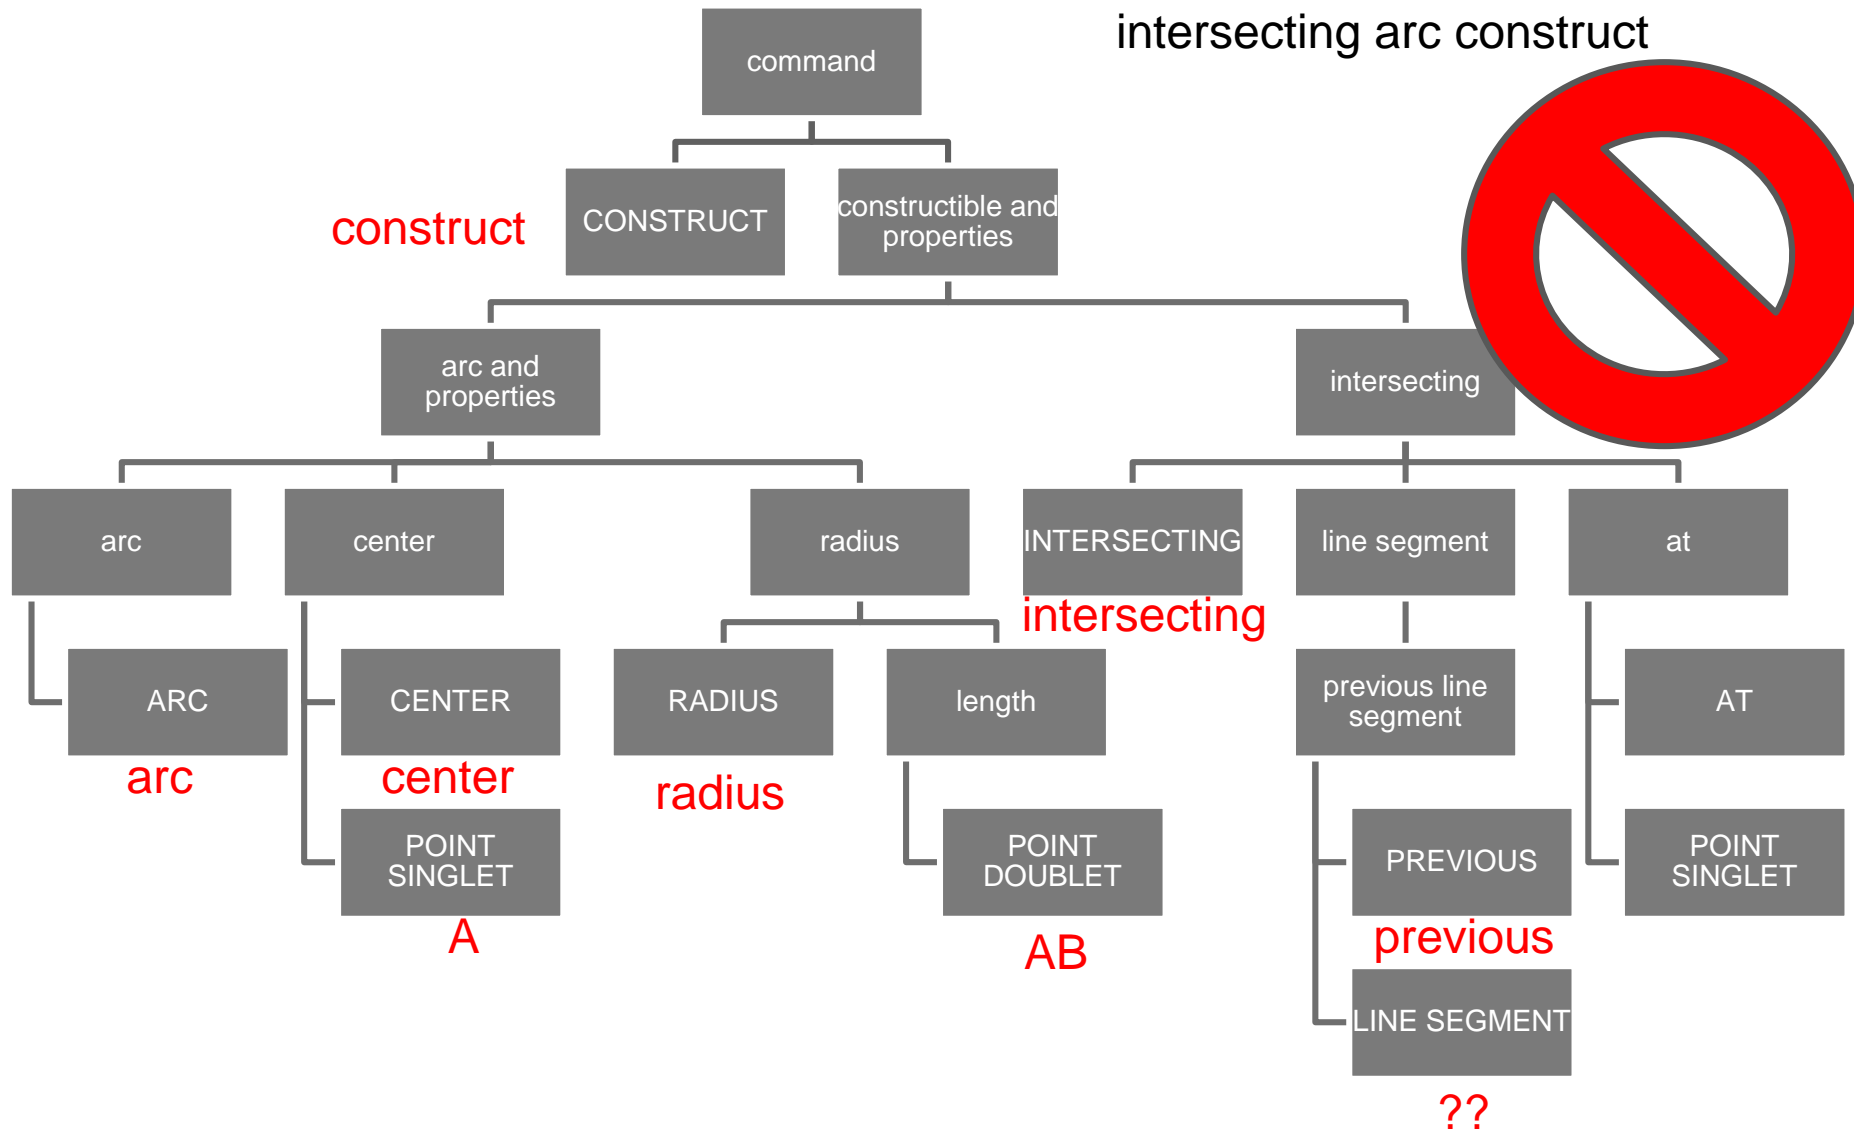 intersecting arc construct
command
construct
CONSTRUCT
constructible and
properties
arc and
properties
intersecting
arc
center
radius
INTERSECTING
line segment
at
intersecting
ARC
CENTER
RADIUS
length
previous line
segment
AT
arc
center
radius
POINT
SINGLET
POINT
DOUBLET
PREVIOUS
POINT
SINGLET
A
AB
previous
LINE SEGMENT
??